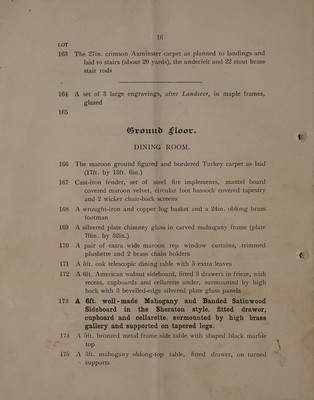 16
LOT
163 The 27in. crimson Axminster carpet as planned to landings and
laid to stairs (about 20 yards), the underfelt and 22 stout brass
stair rods
164 A set of 3 large engravings, after Landseer, in maple frames,
glazed
165
Ground Floor.
DINING ROOM.
166 The maroon ground figured and bordered Turkey carpet as laid
(17ft. by 13ft. 6in.)
167 Cast-iron fender, set of steel fire implements, mantel board
covered maroon velvet, circular foot hassock covered tapestry
and 2 wicker chair-back screens
168 A wrought-iron and copper log basket and a 24in. oblong brass
footman
169 A silvered plate chimney glass in carved mahogany frame (plate
76in. by 52in.)
170 A pair of extra wide maroon rep window curtains, trimmed
plushette and 2 brass chain holders
171 A 5ft. oak telescopic dining table with 5 extra leaves
172 A 6ft. American walnut sideboard, fitted 3 drawers in frieze, with
recess, cupboards and cellarette under, surmounted by high
back with 3 bevelled-edge silvered plate glass panels
173 A 6ft. well-made Mahogany and Banded Satinwood
Sideboard in the Sheraton style, fitted drawer,
cupboard and cellarette, surmounted by high brass
gallery and supported on tapered legs
174 A 5ft. bronzed metal frame side table with shaped black marble
top
175 A 3ft. mahogany oblong-top table, fitted drawer, on turned
supports